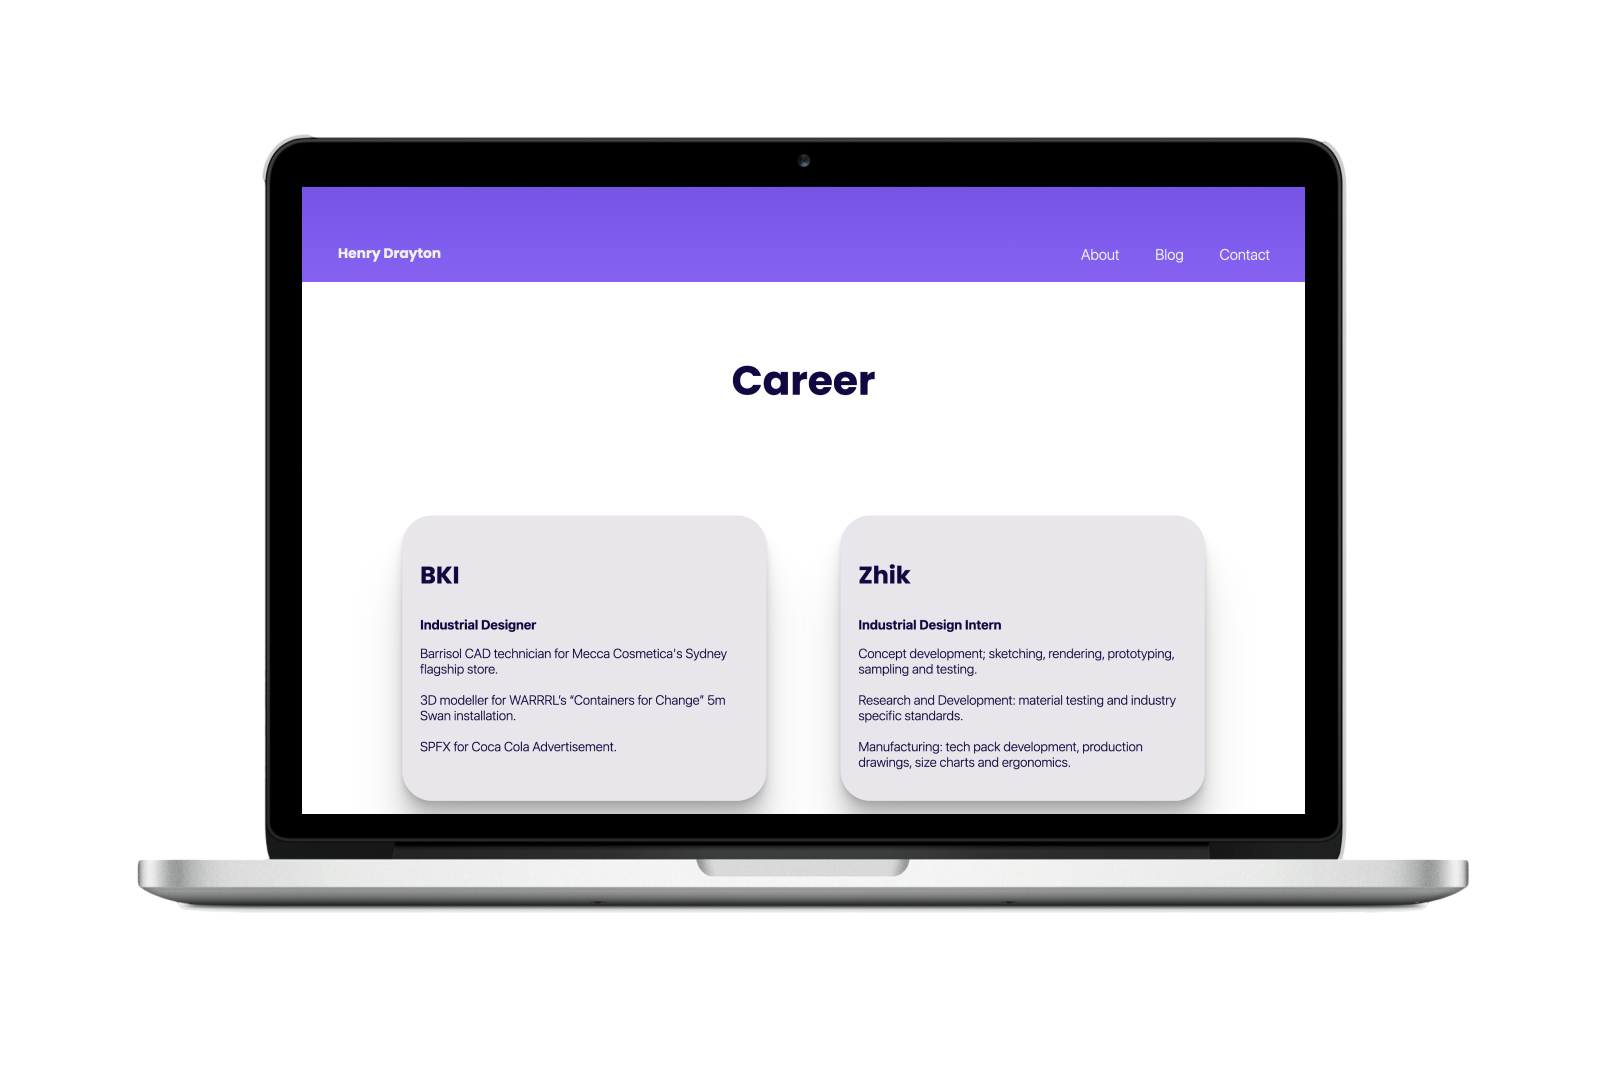 Henry Drayton
About Blog Contact
Career
BKI
Industrial Designer
Barrisol CAD technician for Mecca Cosmetica's Sydney
flagship store.
3D modeller for WARRRL's “Containers for Change” 5m
Swan installation.
SPFX for Coca Cola Advertisement.
Zhik
Industrial Design Intern
Concept development; sketching, rendering, prototyping,
sampling and testing.
Research and Development: material testing and industry
specific standards.
Manufacturing: tech pack development, production
drawings, size charts and ergonomics.